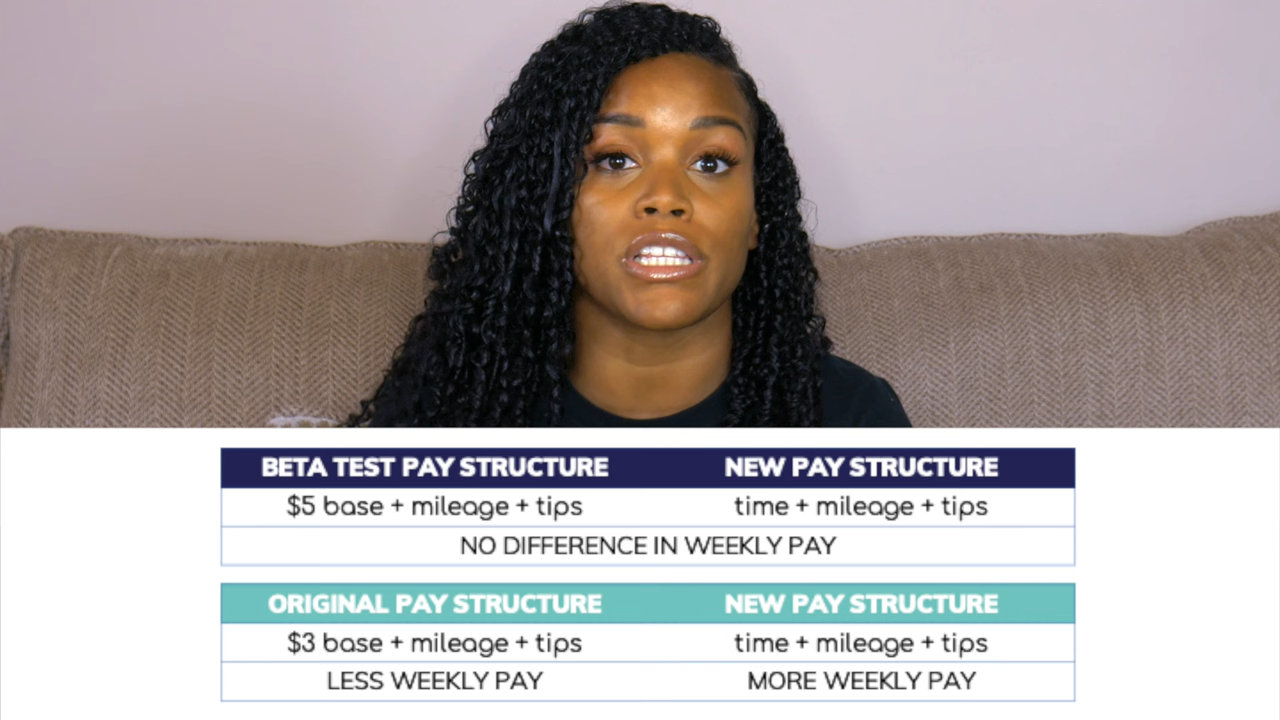 BETA TEST PAY STRUCTURE NEW PAY STRUCTURE
$5 base + mileage + tips time + mileage + tips
NO DIFFERENCE IN WEEKLY PAY
ORIGINAL PAY STRUCTURE NEW PAY STRUCTURE
$3 base + mileage + tips time + mileage + tips
LESS WEEKLY PAY MORE WEEKLY PAY